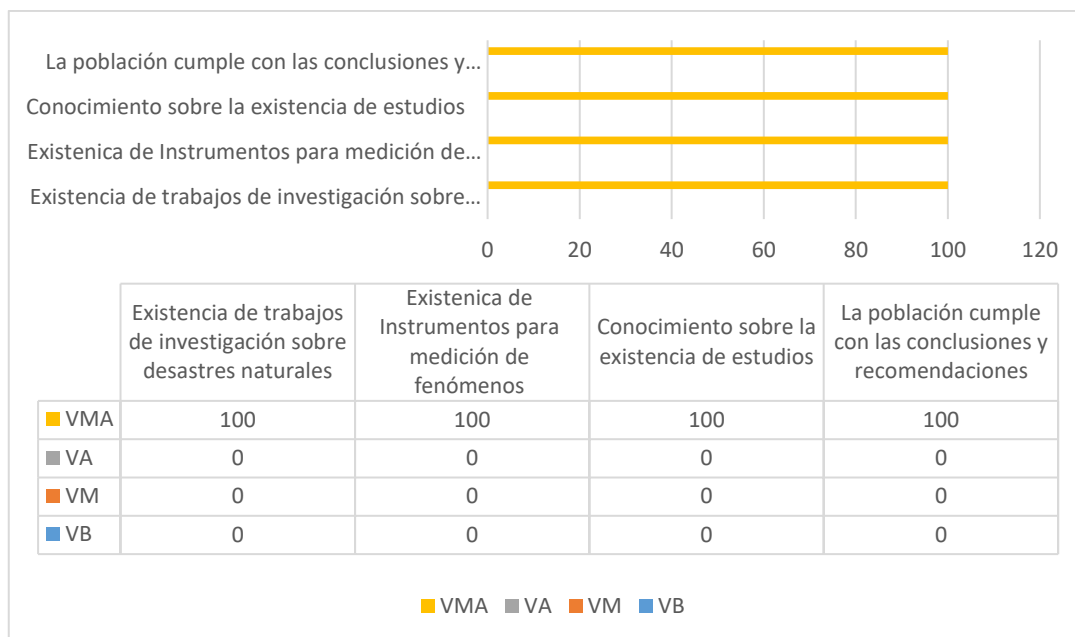 La población cumple con las conclusiones y...
Conocimiento sobre la existencia de estudios
Existenica de Instrumentos para medición de...
Existencia de trabajos de investigación sobre...
0 20 40 60 80 100 120
Existencia de trabajos
de investigación sobre
desastres naturales
Existenica de
Instrumentos para
medición de
fenómenos
Conocimiento sobre la
existencia de estudios
La población cumple
con las conclusiones y
recomendaciones
VMA 100 100 100 100
VA 0 0 0 0
VM 0 0 0 0
VB 0 0 0 0
VMA VA VM VB